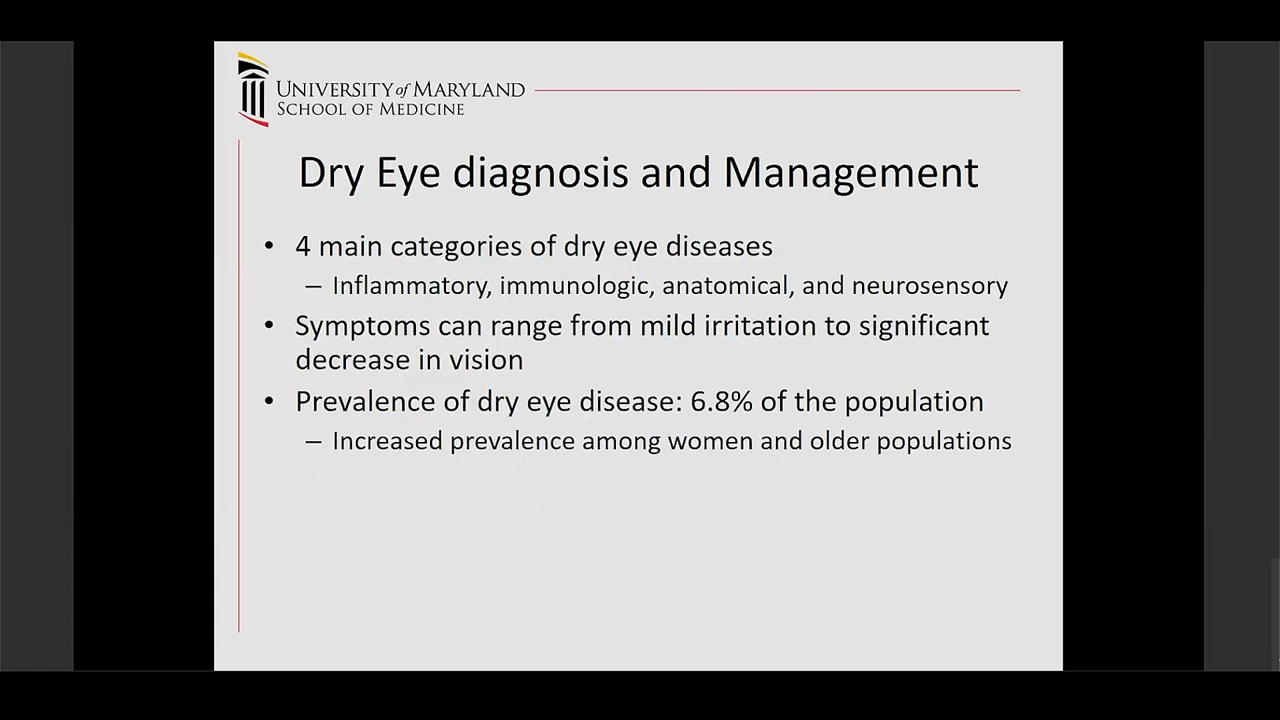 UNIVERSITY of MARYLAND
SCHOOL OF MEDICINE
Dry Eye diagnosis and Management
• 4 main categories of dry eye diseases
– Inflammatory, immunologic, anatomical, and neurosensory
• Symptoms can range from mild irritation to significant
decrease in vision
• Prevalence of dry eye disease: 6.8% of the population
– Increased prevalence among women and older populations